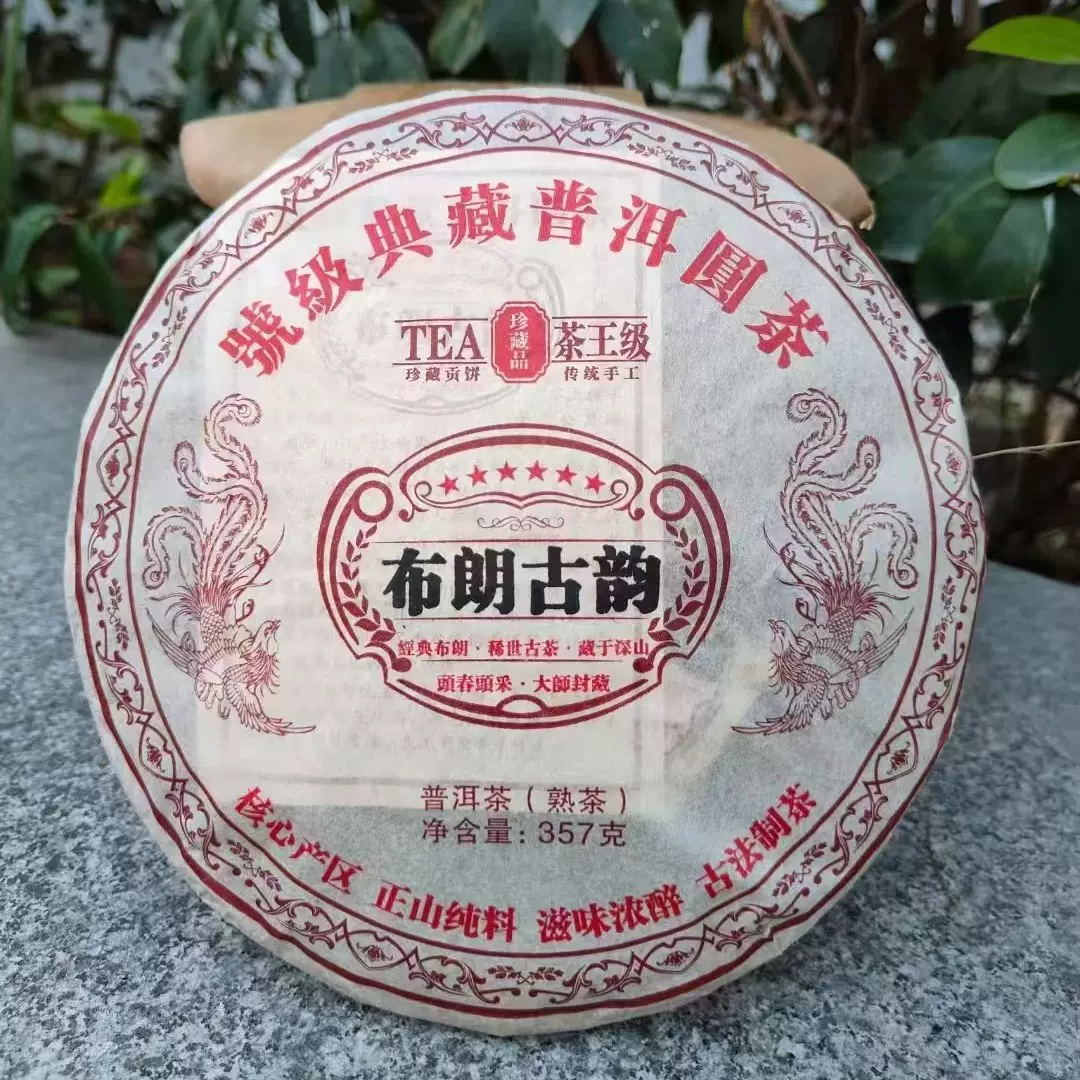 號級典藏普洱圓茶
TEA 珍藏品 茶王级
珍藏贡饼 传统手工
布朗古韵
經典布朗·稀世古茶·藏于深山
頭春頭采·大師封藏
普洱茶（熟茶）
净含量：357克
核心产区 正山纯料 滋味浓醉 古法制茶